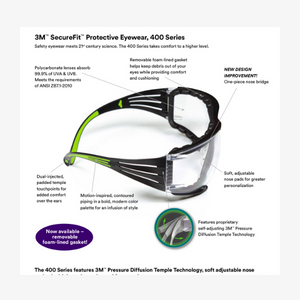 3M™ SecureFit™ Protective Eyewear, 400 Series
Safety eyewear meets 21st century science. The 400 Series takes comfort to a higher level.
Polycarbonate lenses absorb
99.9% of UVA & UVB.
Meets the requirements
of ANSI Z87.1-2010
Removable foam-lined gasket
helps keep debris out of your
eyes while providing comfort
and cushioning
NEW DESIGN
IMPROVEMENT!
One-piece nose bridge
Dual-injected,
padded temple
touchpoints for
added comfort
over the ears
Motion-inspired, contoured
piping in a bold, modern color
palette for an infusion of style
Soft, adjustable
nose pads for greater
personalization
Now available –
removable
foam-lined gasket!
Features proprietary
self-adjusting 3M™ Pressure
Diffusion Temple Technology
The 400 Series features 3M™ Pressure Diffusion Temple Technology, soft adjustable nose